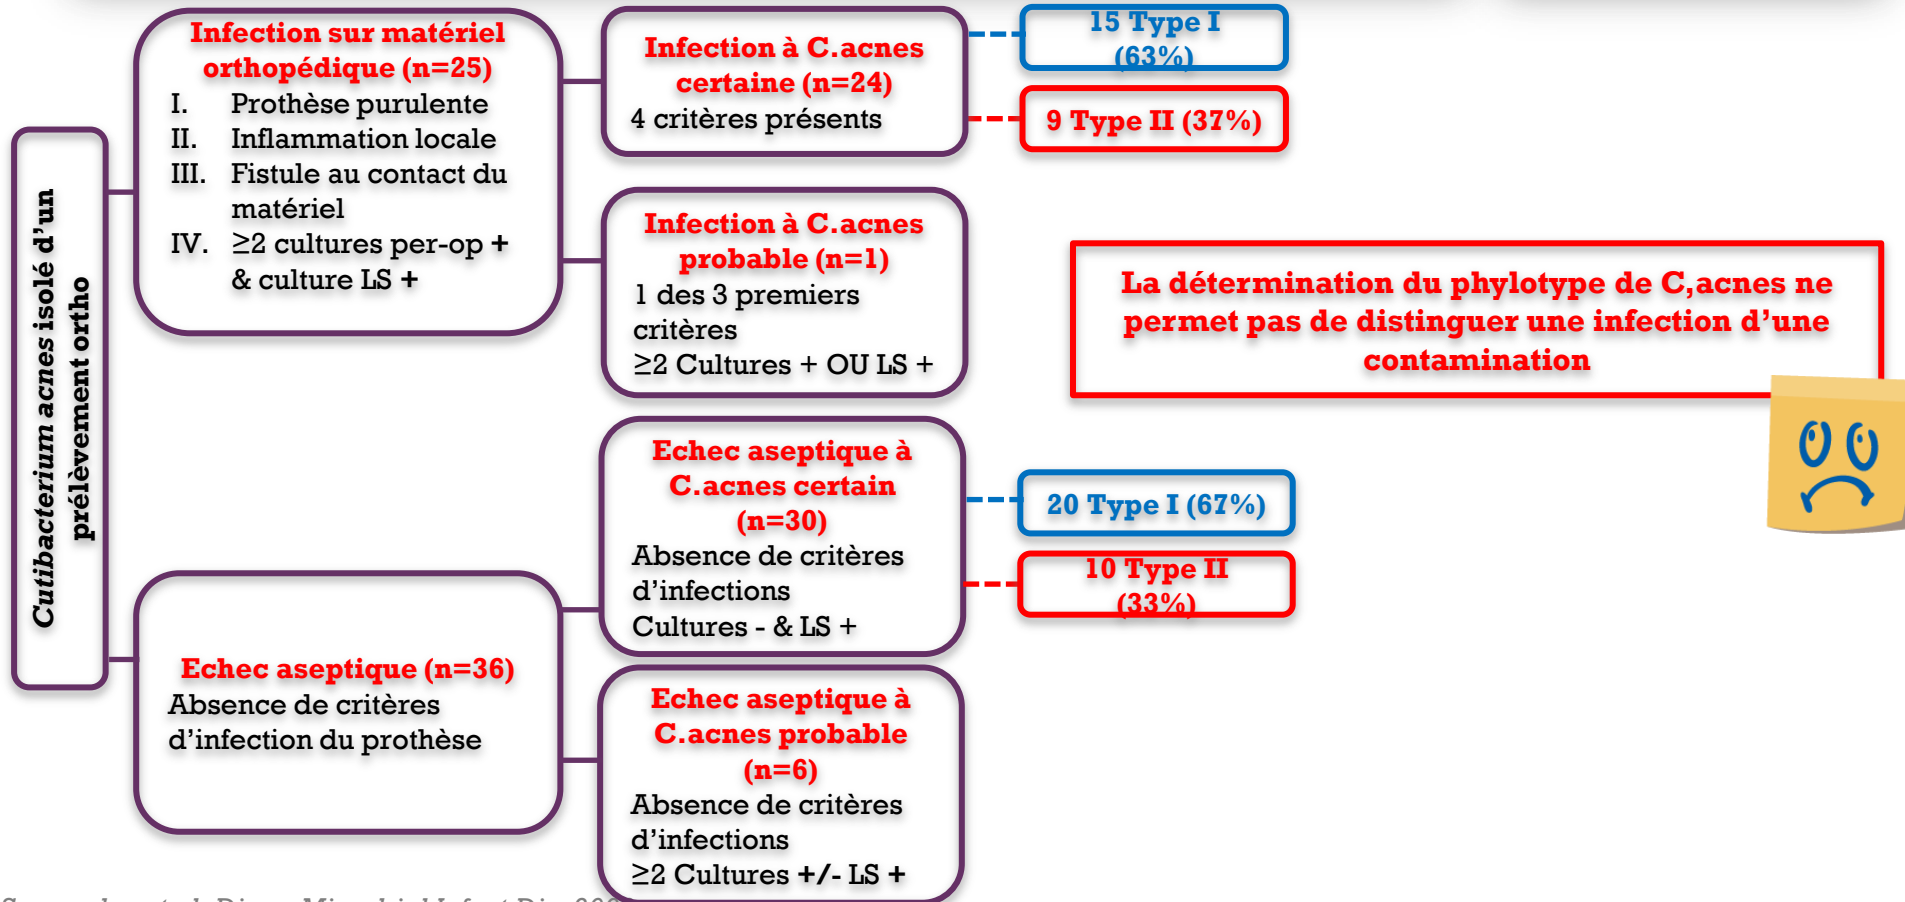 Cutibacterium acnes isolé d’un
prélèvement ortho
Infection sur matériel
orthopédique (n=25)
I. Prothèse purulente
II. Inflammation locale
III. Fistule au contact du
matériel
IV. ≥2 cultures per-op +
& culture LS +
Infection à C.acnes
certaine (n=24)
4 critères présents
15 Type I
(63%)
9 Type II (37%)
Infection à C.acnes
probable (n=1)
1 des 3 premiers
critères
≥2 Cultures + OU LS +
La détermination du phylotype de C,acnes ne
permet pas de distinguer une infection d’une
contamination
Echec aseptique (n=36)
Absence de critères
d’infection du prothèse
Echec aseptique à
C.acnes certain
(n=30)
Absence de critères
d’infections
Cultures - & LS +
20 Type I (67%)
10 Type II
(33%)
Echec aseptique à
C.acnes probable
(n=6)
Absence de critères
d’infections
≥2 Cultures +/- LS +